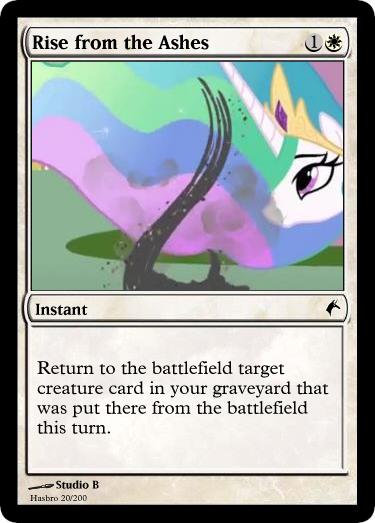 Rise from the Ashes 1
Instant
Return to the battlefield target
creature card in your graveyard that
was put there from the battlefield
this turn.
Studio B
Hasbro 20/200